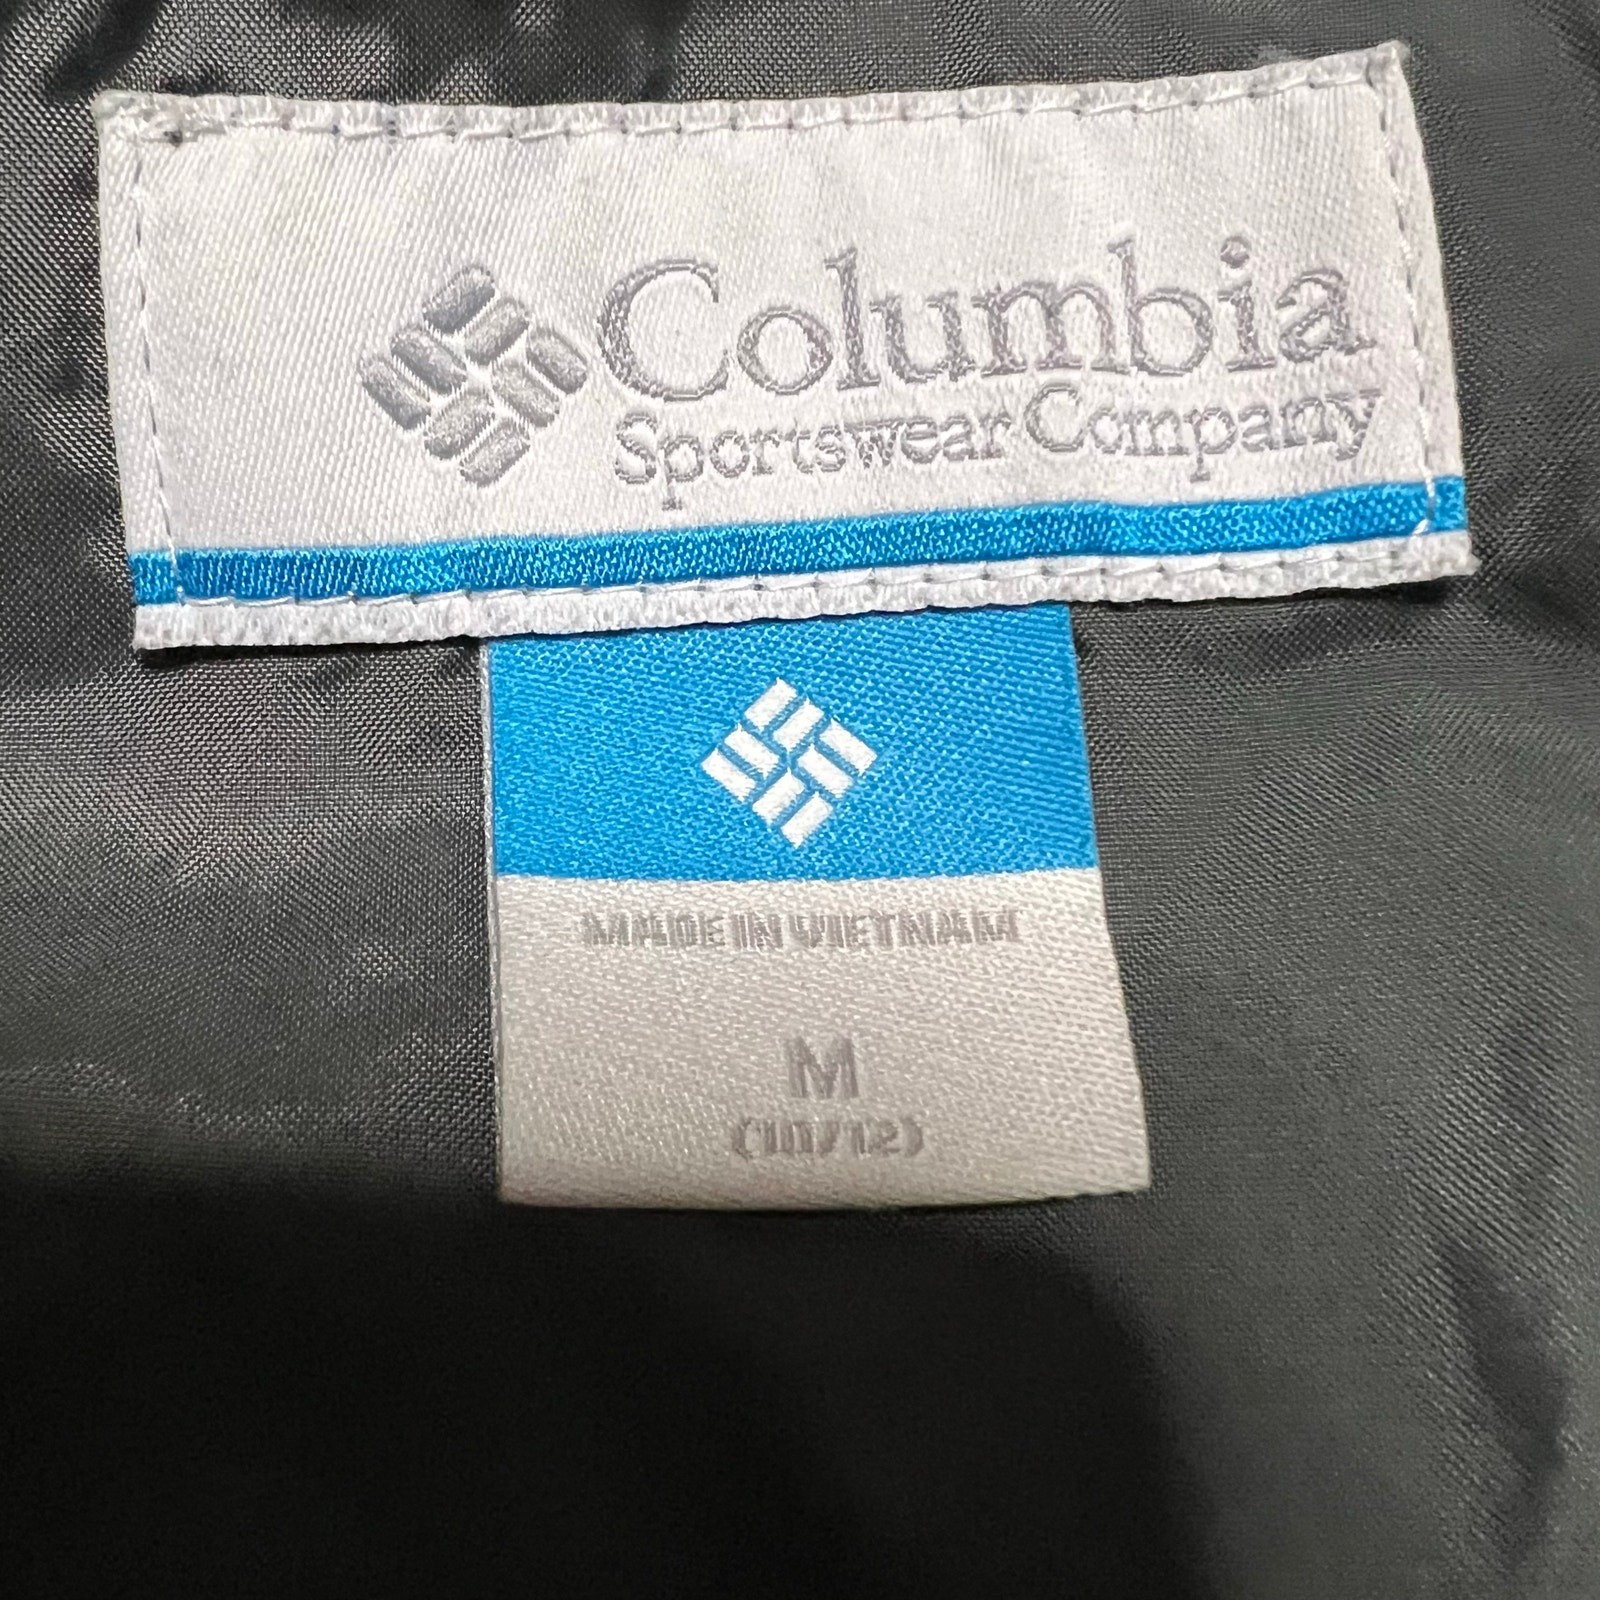 Columbia
Sportswear Company
MADE IN VIETNAM
M
(10/12)